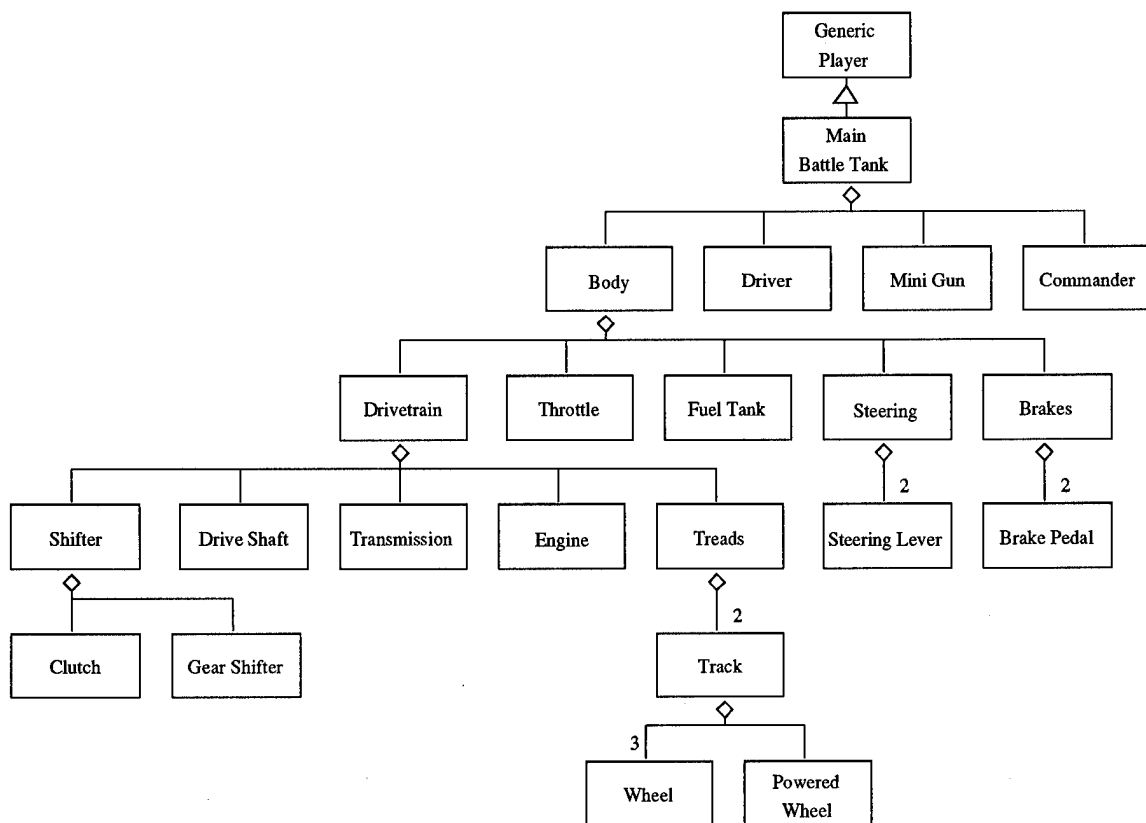 Generic
Player
Main
Battle Tank
Body
Driver
Mini Gun
Commander
Drivetrain
Throttle
Fuel Tank
Steering
Brakes
2
2
Shifter
Drive Shaft
Transmission
Engine
Treads
Steering Lever
Brake Pedal
2
Clutch
Gear Shifter
Track
3
Wheel
Powered
Wheel